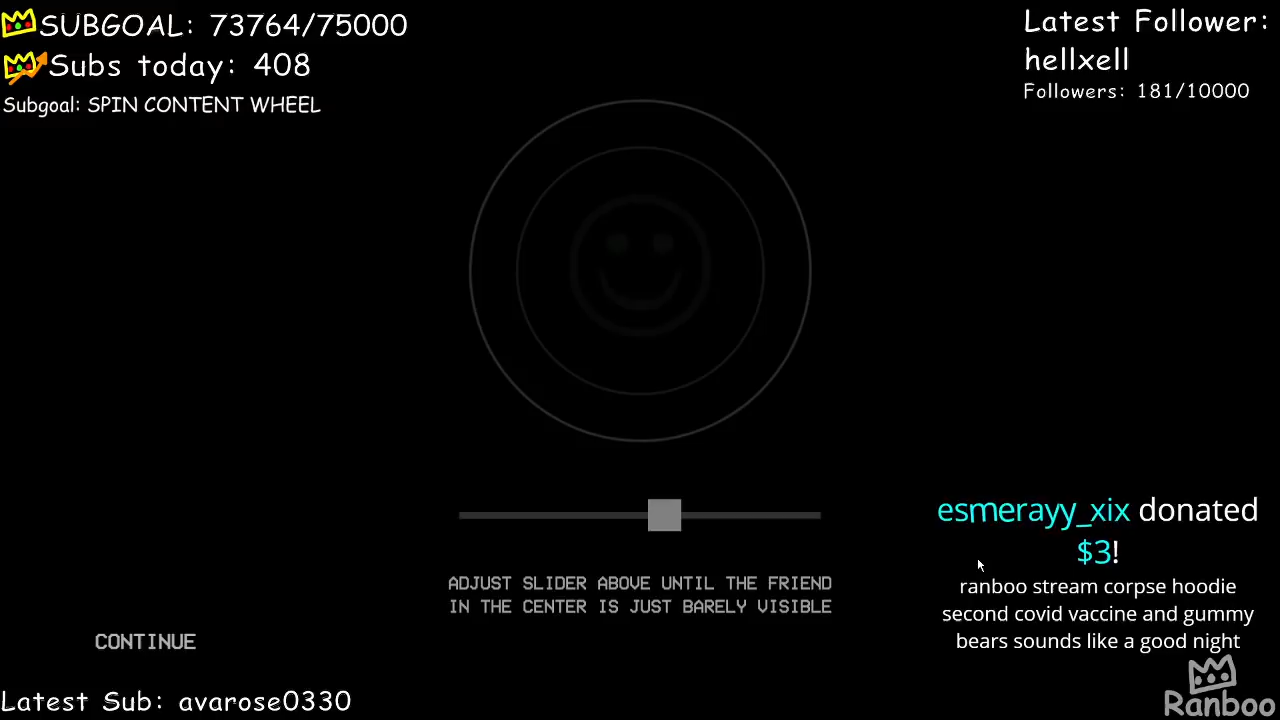 SUBGOAL: 73764/75000
Subs today: 408
Subgoal: SPIN CONTENT WHEEL
Latest Follower:
hellxell
Followers: 181/10000
ADJUST SLIDER ABOVE UNTIL THE FRIEND
IN THE CENTER IS JUST BARELY VISIBLE
CONTINUE
esmerayy_xix donated
$3!
ranboo stream corpse hoodie
second covid vaccine and gummy
bears sounds like a good night
Latest Sub: avarose0330
Ranboo